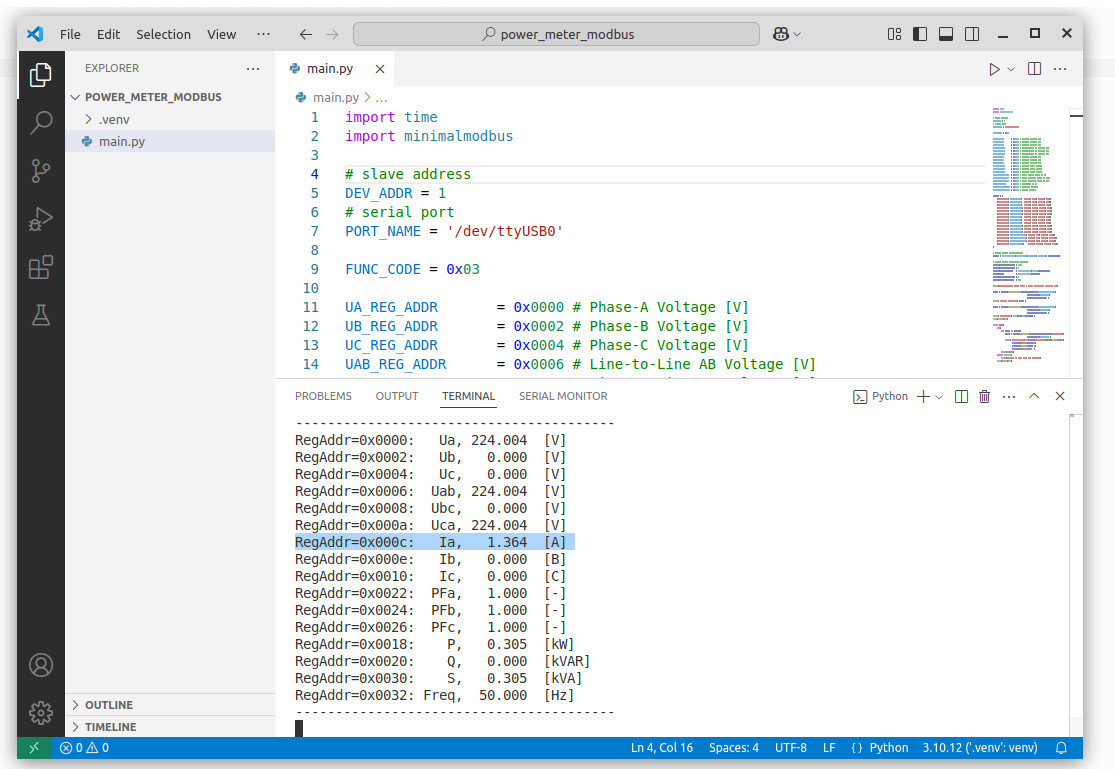 File Edit Selection View ··· power_meter_modbus
EXPLORER ···
POWER_METER_MODBUS
.venv
main.py
OUTLINE
TIMELINE
main.py
main.py > ...
1 import time
2 import minimalmodbus
3
4 # slave address
5 DEV_ADDR = 1
6 # serial port
7 PORT_NAME = '/dev/ttyUSB0'
8
9 FUNC_CODE = 0x03
10
11 UA_REG_ADDR = 0x0000 # Phase-A Voltage [V]
12 UB_REG_ADDR = 0x0002 # Phase-B Voltage [V]
13 UC_REG_ADDR = 0x0004 # Phase-C Voltage [V]
14 UAB_REG_ADDR = 0x0006 # Line-to-Line AB Voltage [V]
PROBLEMS OUTPUT TERMINAL SERIAL MONITOR Python
----------------------------------------
RegAddr=0x0000: Ua, 224.004 [V]
RegAddr=0x0002: Ub, 0.000 [V]
RegAddr=0x0004: Uc, 0.000 [V]
RegAddr=0x0006: Uab, 224.004 [V]
RegAddr=0x0008: Ubc, 0.000 [V]
RegAddr=0x000a: Uca, 224.004 [V]
RegAddr=0x000c: Ia, 1.364 [A]
RegAddr=0x000e: Ib, 0.000 [B]
RegAddr=0x0010: Ic, 0.000 [C]
RegAddr=0x0022: PFa, 1.000 [-]
RegAddr=0x0024: PFb, 1.000 [-]
RegAddr=0x0026: PFc, 1.000 [-]
RegAddr=0x0018: P, 0.305 [kW]
RegAddr=0x0020: Q, 0.000 [kVAR]
RegAddr=0x0030: S, 0.305 [kVA]
RegAddr=0x0032: Freq, 50.000 [Hz]
----------------------------------------
0 0 Ln 4, Col 16 Spaces: 4 UTF-8 LF {} Python 3.10.12 ('.venv': venv)